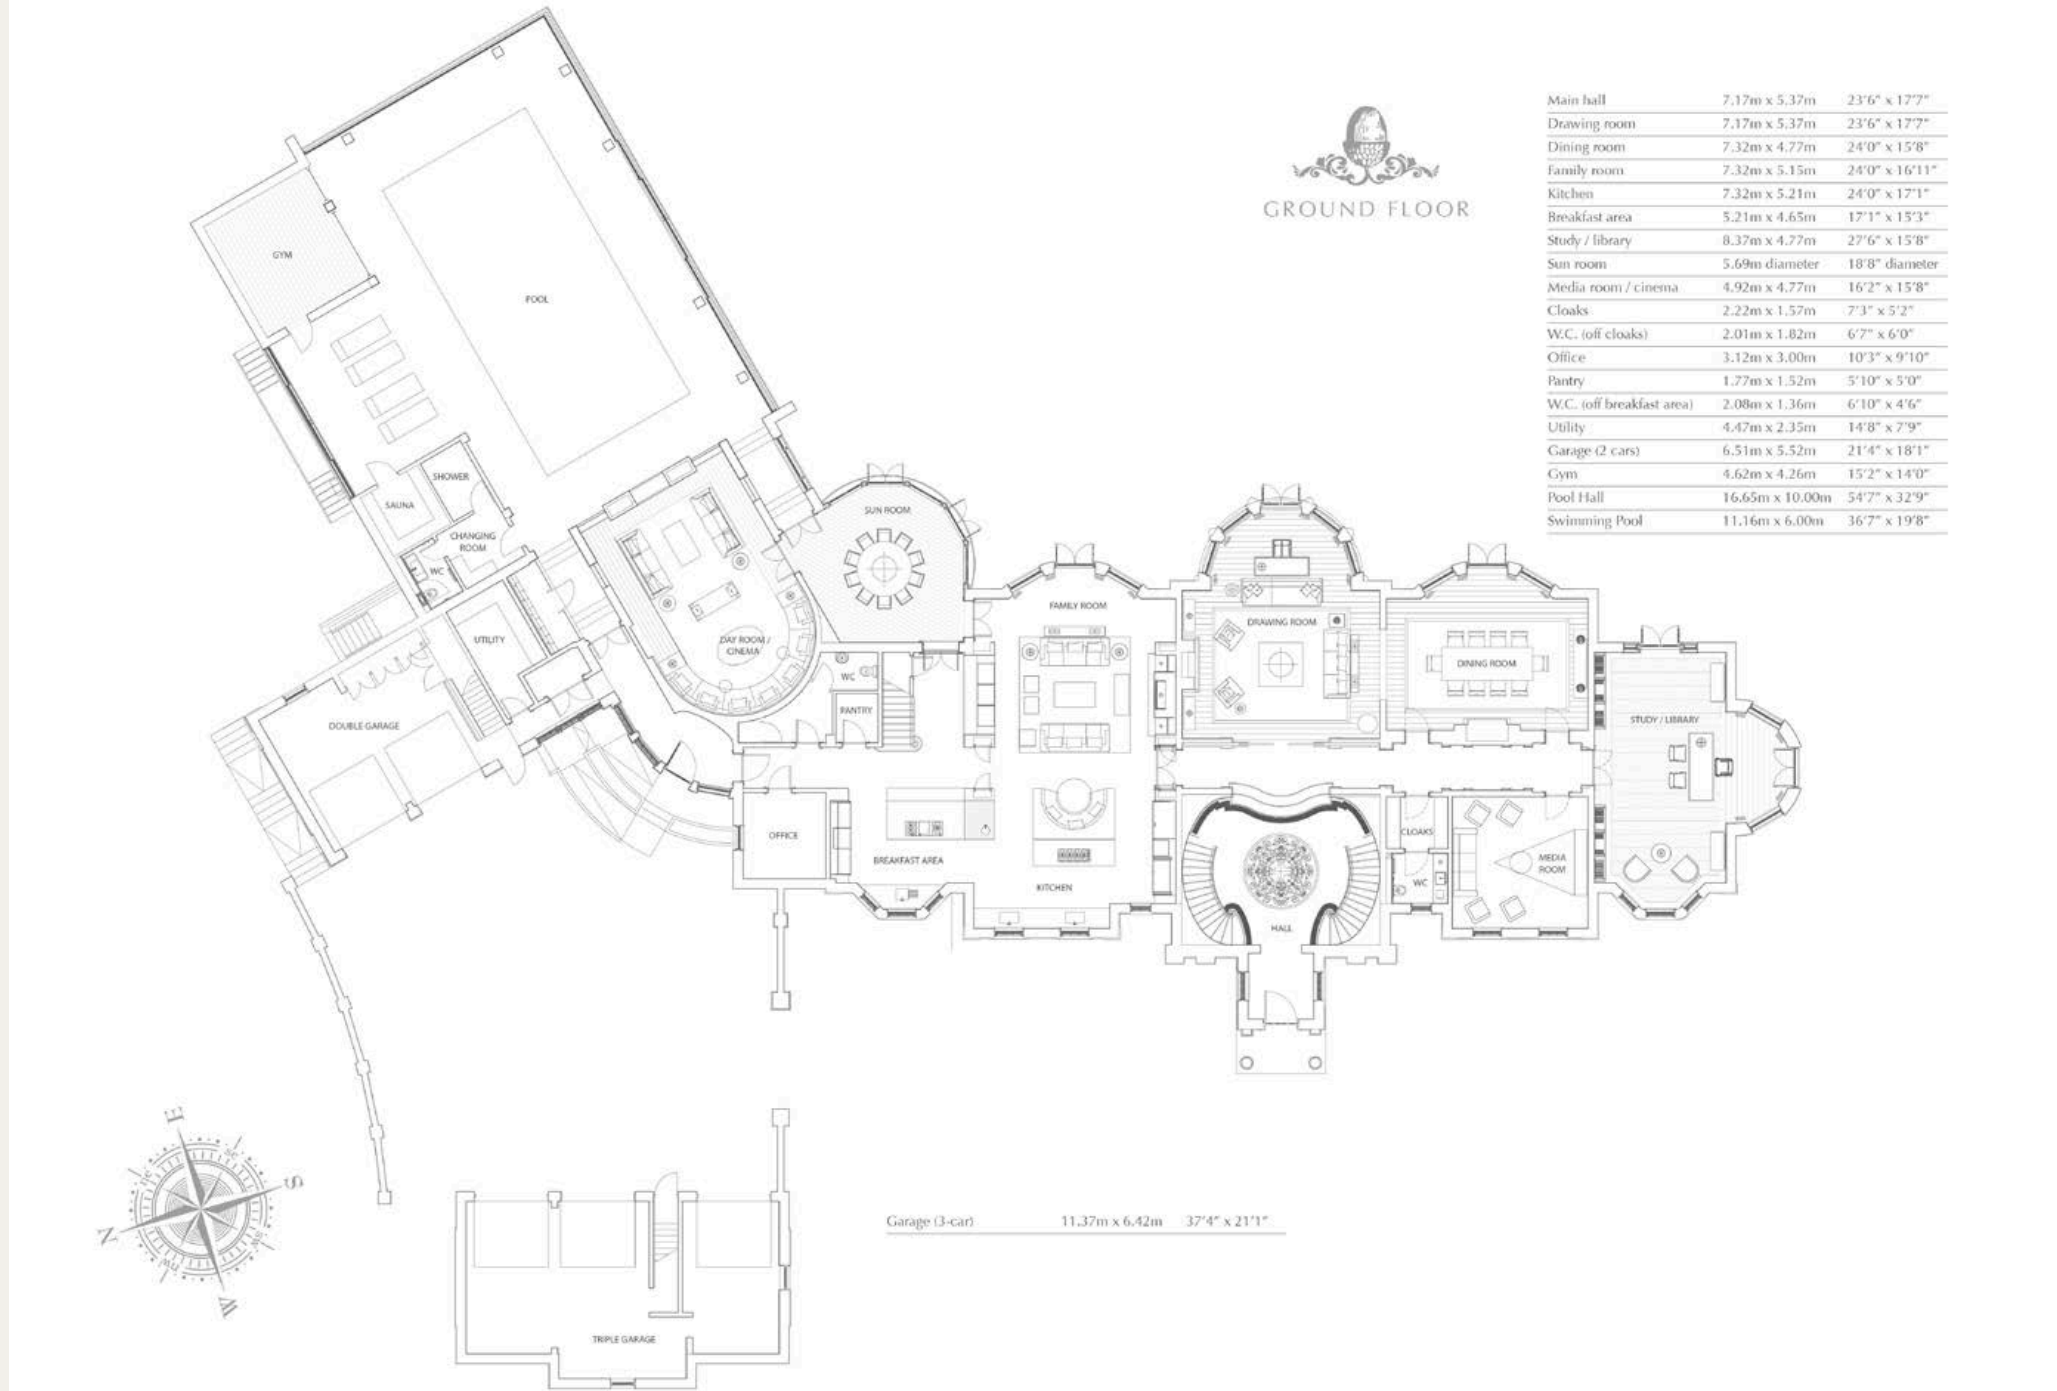 GROUND FLOOR
Main hall 7.17m x 5.37m 23'6" x 17'7"
Drawing room 7.17m x 5.37m 23'6" x 17'7"
Dining room 7.32m x 4.77m 24'0" x 15'8"
Family room 7.32m x 5.15m 24'0" x 16'11"
Kitchen 7.32m x 5.21m 24'0" x 17'1"
Breakfast area 5.21m x 4.65m 17'1" x 15'3"
Study / library 8.37m x 4.77m 27'6" x 15'8"
Sun room 5.69m diameter 18'8" diameter
Media room / cinema 4.92m x 4.77m 16'2" x 15'8"
Cloaks 2.22m x 1.57m 7'3" x 5'2"
W.C. (off cloaks) 2.01m x 1.82m 6'7" x 6'0"
Office 3.12m x 3.00m 10'3" x 9'10"
Pantry 1.77m x 1.52m 5'10" x 5'0"
W.C. (off breakfast area) 2.08m x 1.36m 6'10" x 4'6"
Utility 4.47m x 2.35m 14'8" x 7'9"
Garage (2 cars) 6.51m x 5.52m 21'4" x 18'1"
Gym 4.62m x 4.26m 15'2" x 14'0"
Pool Hall 16.65m x 10.00m 54'7" x 32'9"
Swimming Pool 11.16m x 6.00m 36'7" x 19'8"
GYM
POOL
SHOWER
SAUNA
CHANGING
ROOM
WC
UTILITY
DOUBLE GARAGE
DAY ROOM /
CINEMA
SUN ROOM
WC
PANTRY
OFFICE
BREAKFAST AREA
FAMILY ROOM
KITCHEN
DRAWING ROOM
DINING ROOM
STUDY / LIBRARY
HALL
CLOAKS
WC
MEDIA
ROOM
E
SE
S
SW
W
NW
N
NE
Garage (3-car) 11.37m x 6.42m 37'4" x 21'1"
TRIPLE GARAGE